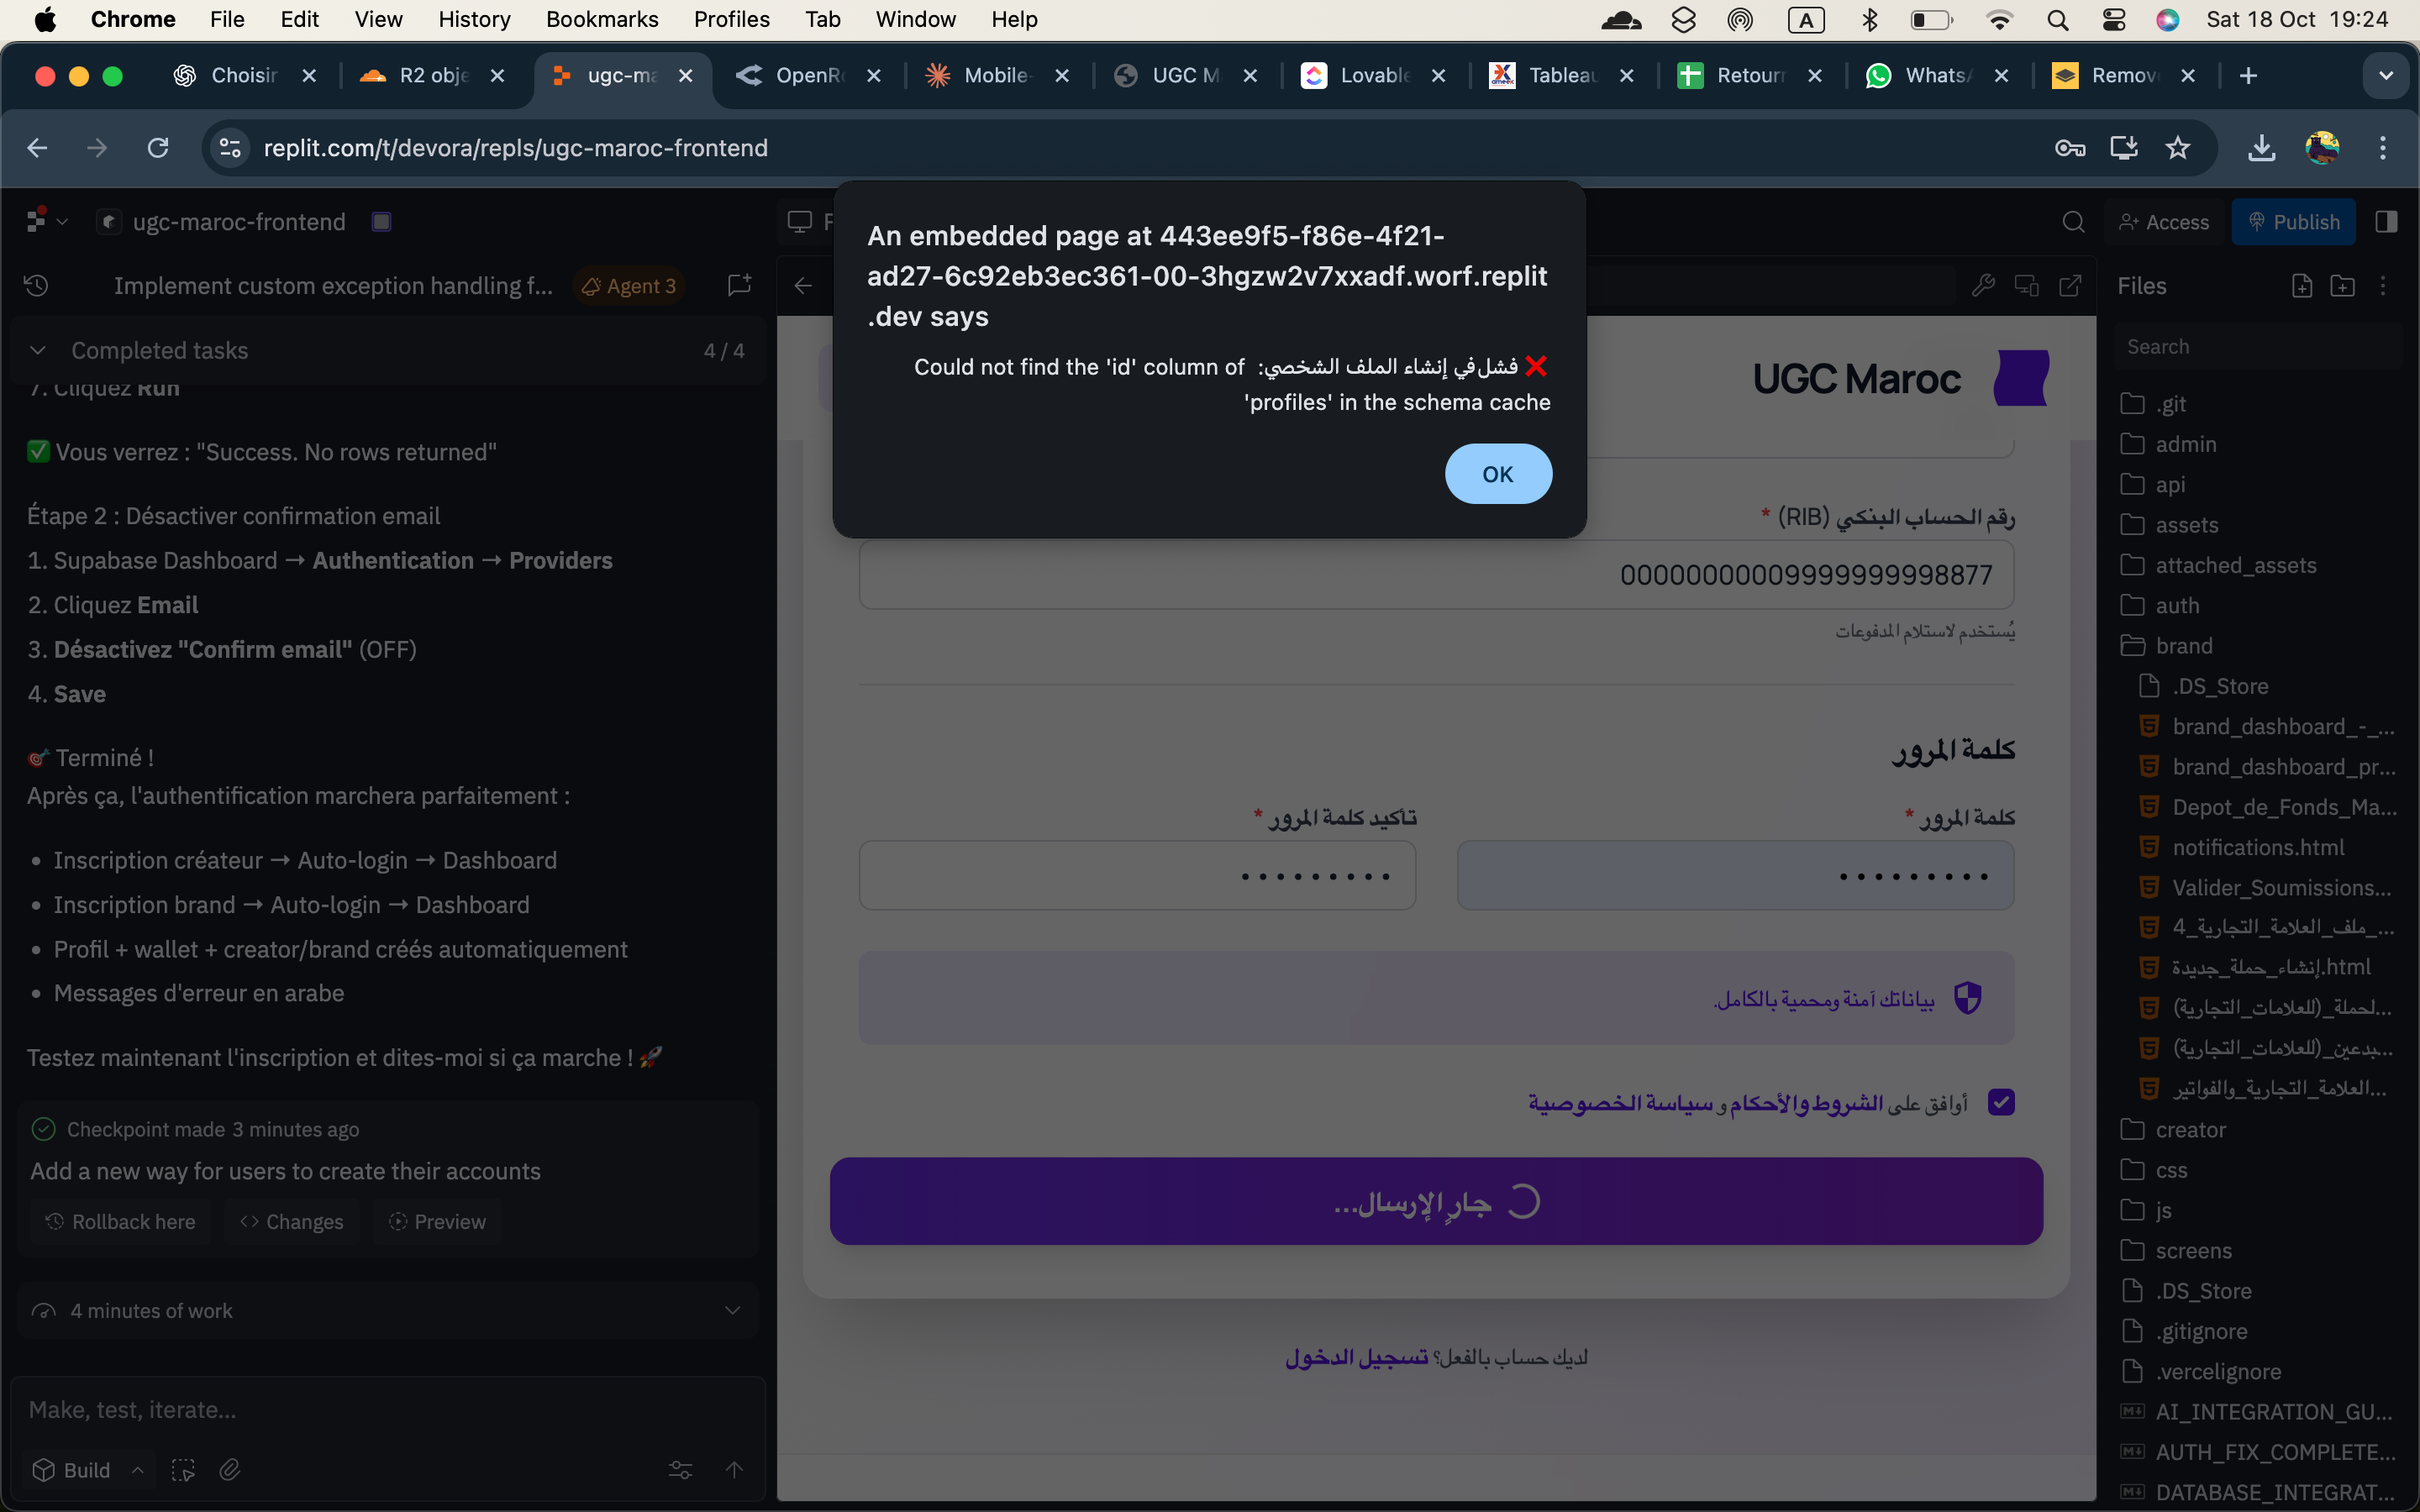 Chrome File Edit View History Bookmarks Profiles Tab Window Help
A
Sat 18 Oct 19:24
Choisir
R2 obje
ugc-ma
OpenRo
Mobile-
UGC M
Lovable
Tableau
Retourn
WhatsA
Remov
replit.com/t/devora/repls/ugc-maroc-frontend
ugc-maroc-frontend
Access
Publish
Implement custom exception handling f...
Agent 3
Completed tasks
4 / 4
7. Cliquez Run
✅ Vous verrez : "Success. No rows returned"
Étape 2 : Désactiver confirmation email
1. Supabase Dashboard → Authentication → Providers
2. Cliquez Email
3. Désactivez "Confirm email" (OFF)
4. Save
🎯 Terminé !
Après ça, l'authentification marchera parfaitement :
• Inscription créateur → Auto-login → Dashboard
• Inscription brand → Auto-login → Dashboard
• Profil + wallet + creator/brand créés automatiquement
• Messages d'erreur en arabe
Testez maintenant l'inscription et dites-moi si ça marche ! 🚀
Checkpoint made 3 minutes ago
Add a new way for users to create their accounts
Rollback here
Changes
Preview
4 minutes of work
Make, test, iterate...
Build
An embedded page at 443ee9f5-f86e-4f21-
ad27-6c92eb3ec361-00-3hgzw2v7xxadf.worf.replit
.dev says
❌ فشل في إنشاء الملف الشخصي: Could not find the 'id' column of
'profiles' in the schema cache
OK
UGC Maroc
رقم الحساب البنكي (RIB) *
00000000009999999998877
يُستخدم لاستلام المدفوعات
كلمة المرور
كلمة المرور *
تأكيد كلمة المرور *
•••••••••
•••••••••
بياناتك آمنة ومحمية بالكامل.
أوافق على الشروط والأحكام و سياسة الخصوصية
جارٍ الإرسال...
لديك حساب بالفعل؟ تسجيل الدخول
Files
Search
.git
admin
api
assets
attached_assets
auth
brand
.DS_Store
brand_dashboard_-_...
brand_dashboard_pr...
Depot_de_Fonds_Ma...
notifications.html
Valider_Soumissions...
4_ملف_العلامة_التجارية_...
إنشاء_حملة_جديدة.html
لحملة_(للعلامات_التجارية)...
بدعين_(للعلامات_التجارية)...
العلامة_التجارية_والفواتير...
creator
css
js
screens
.DS_Store
.gitignore
.vercelignore
AI_INTEGRATION_GU...
AUTH_FIX_COMPLETE...
DATABASE_INTEGRAT...